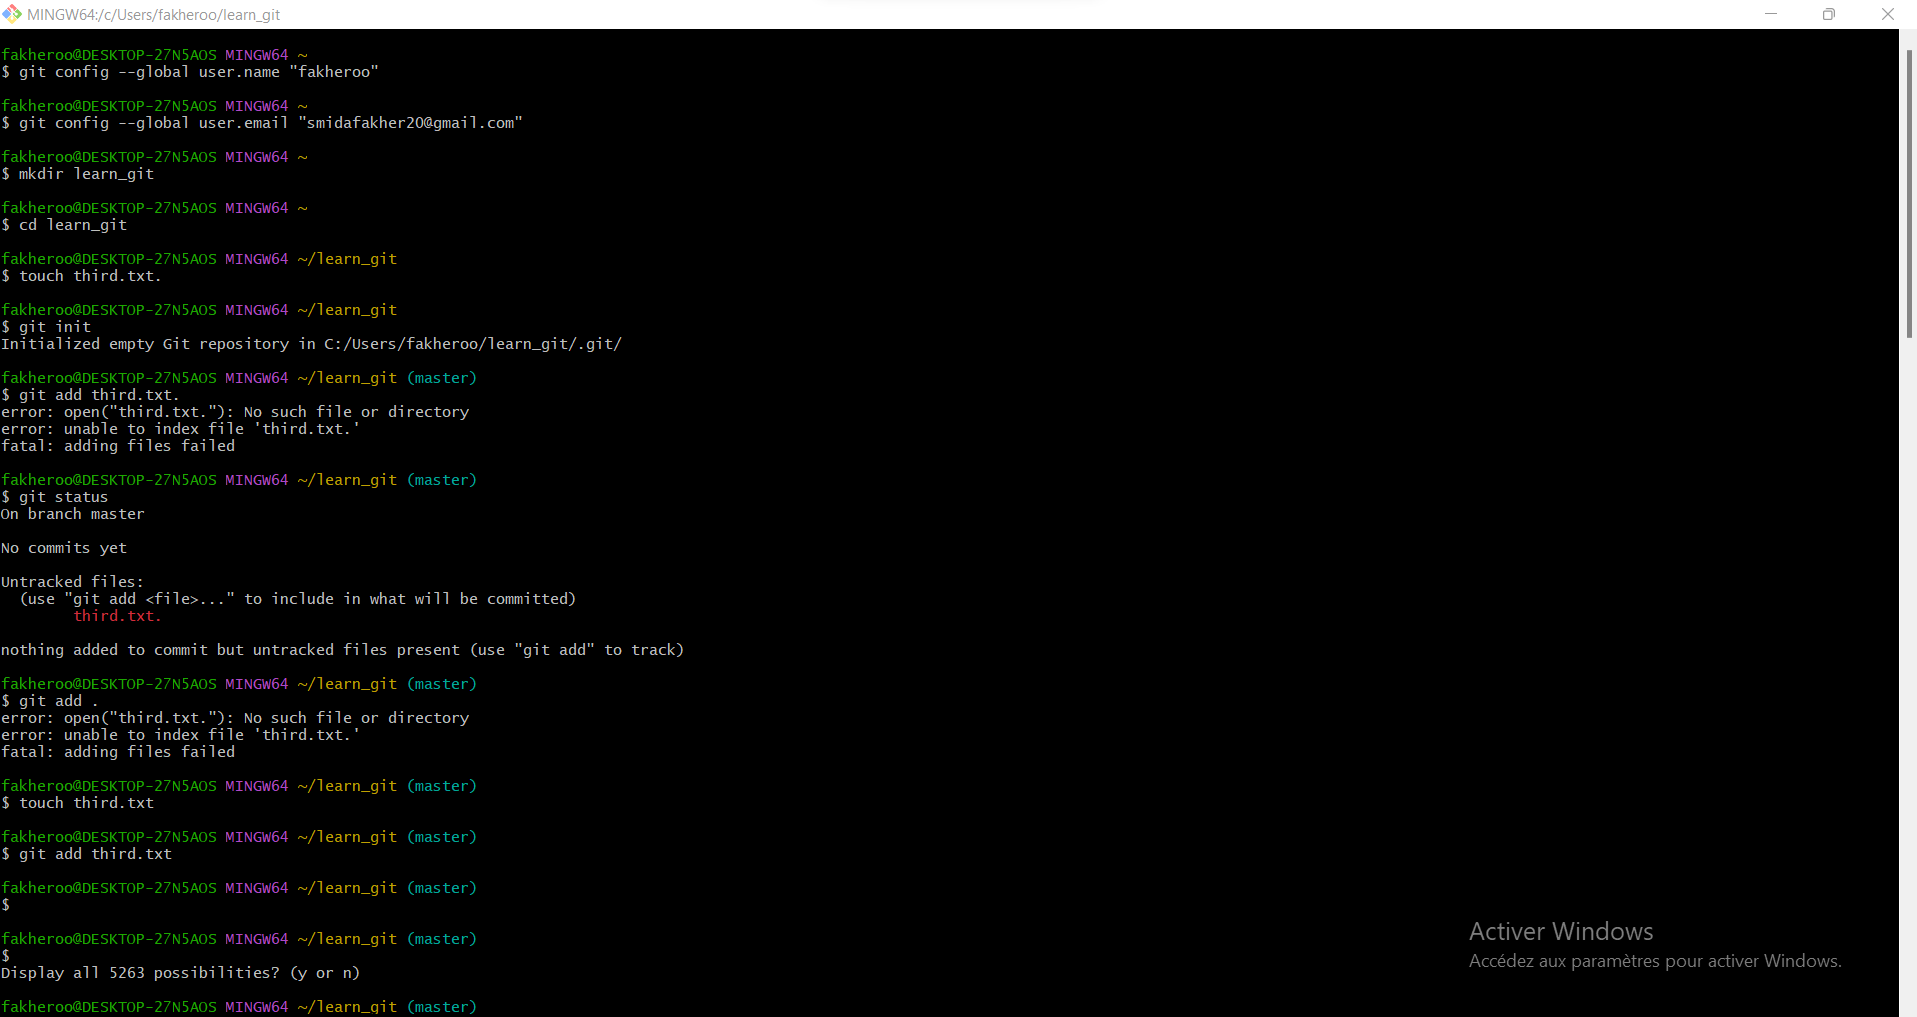 MINGW64:/c/Users/fakheroo/learn_git
fakheroo@DESKTOP-27N5AOS MINGW64 ~
$ git config --global user.name "fakheroo"
fakheroo@DESKTOP-27N5AOS MINGW64 ~
$ git config --global user.email "smidafakher20@gmail.com"
fakheroo@DESKTOP-27N5AOS MINGW64 ~
$ mkdir learn_git
fakheroo@DESKTOP-27N5AOS MINGW64 ~
$ cd learn_git
fakheroo@DESKTOP-27N5AOS MINGW64 ~/learn_git
$ touch third.txt.
fakheroo@DESKTOP-27N5AOS MINGW64 ~/learn_git
$ git init
Initialized empty Git repository in C:/Users/fakheroo/learn_git/.git/
fakheroo@DESKTOP-27N5AOS MINGW64 ~/learn_git (master)
$ git add third.txt.
error: open("third.txt."): No such file or directory
error: unable to index file 'third.txt.'
fatal: adding files failed
fakheroo@DESKTOP-27N5AOS MINGW64 ~/learn_git (master)
$ git status
On branch master
No commits yet
Untracked files:
(use "git add <file>..." to include in what will be committed)
third.txt.
nothing added to commit but untracked files present (use "git add" to track)
fakheroo@DESKTOP-27N5AOS MINGW64 ~/learn_git (master)
$ git add .
error: open("third.txt."): No such file or directory
error: unable to index file 'third.txt.'
fatal: adding files failed
fakheroo@DESKTOP-27N5AOS MINGW64 ~/learn_git (master)
$ touch third.txt
fakheroo@DESKTOP-27N5AOS MINGW64 ~/learn_git (master)
$ git add third.txt
fakheroo@DESKTOP-27N5AOS MINGW64 ~/learn_git (master)
$
fakheroo@DESKTOP-27N5AOS MINGW64 ~/learn_git (master)
$
Display all 5263 possibilities? (y or n)
fakheroo@DESKTOP-27N5AOS MINGW64 ~/learn_git (master)
Activer Windows
Accédez aux paramètres pour activer Windows.